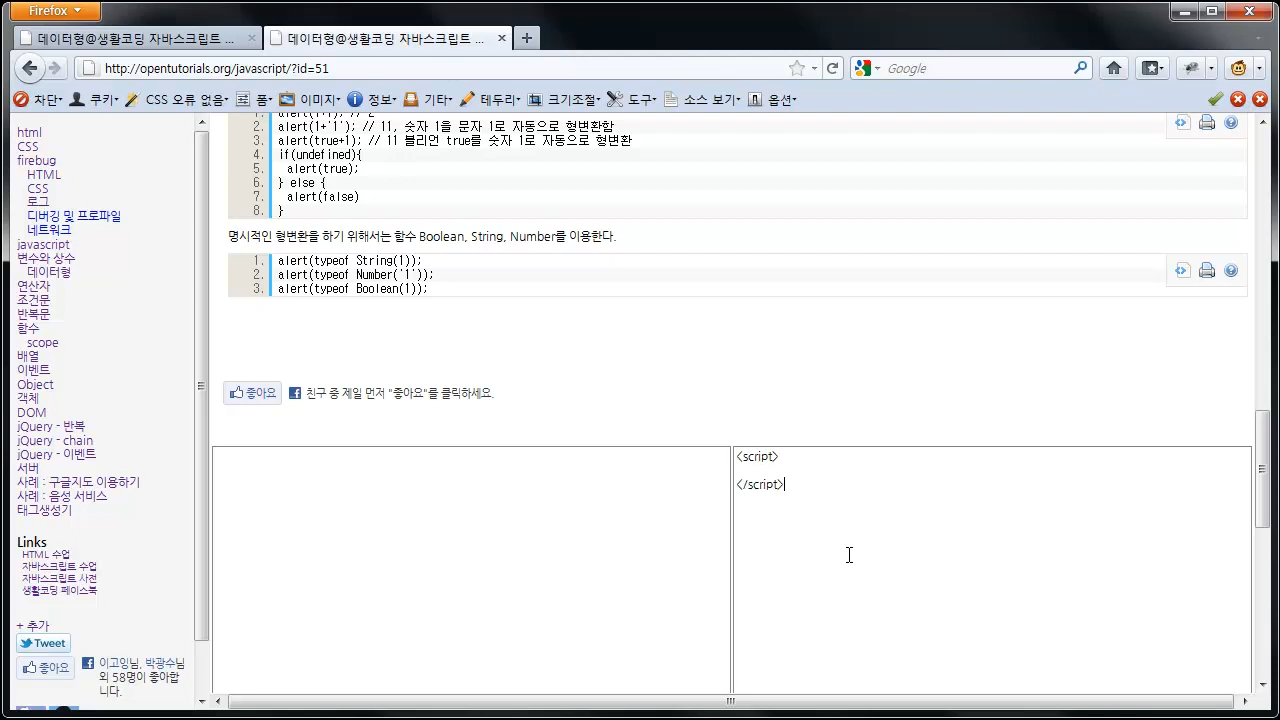 Firefox
데이터형@생활코딩 자바스크립트 ...
데이터형@생활코딩 자바스크립트 ...
http://opentutorials.org/javascript/?id=51
Google
차단
쿠키
CSS 오류 없음
폼
이미지
정보
기타
테두리
크기조절
도구
소스 보기
옵션
html
CSS
firebug
HTML
CSS
로그
디버깅 및 프로파일
네트워크
javascript
변수와 상수
데이터형
연산자
조건문
반복문
함수
scope
배열
이벤트
Object
객체
DOM
jQuery - 반복
jQuery - chain
jQuery - 이벤트
서버
사례 : 구글지도 이용하기
사례 : 음성 서비스
태그생성기
Links
HTML 수업
자바스크립트 수업
자바스크립트 사전
생활코딩 페이스북
+ 추가
Tweet
좋아요
이고잉님, 박광수님
외 58명이 좋아합
니다.
2. alert(1+'1'); // 11, 숫자 1을 문자 1로 자동으로 형변환함
3. alert(true+1); // 11 불리언 true을 숫자 1로 자동으로 형변환
4. if(undefined){
5. alert(true);
6. } else {
7. alert(false)
8. }
명시적인 형변환을 하기 위해서는 함수 Boolean, String, Number를 이용한다.
1. alert(typeof String(1));
2. alert(typeof Number('1'));
3. alert(typeof Boolean(1));
좋아요
친구 중 제일 먼저 "좋아요"를 클릭하세요.
<script>
</script>